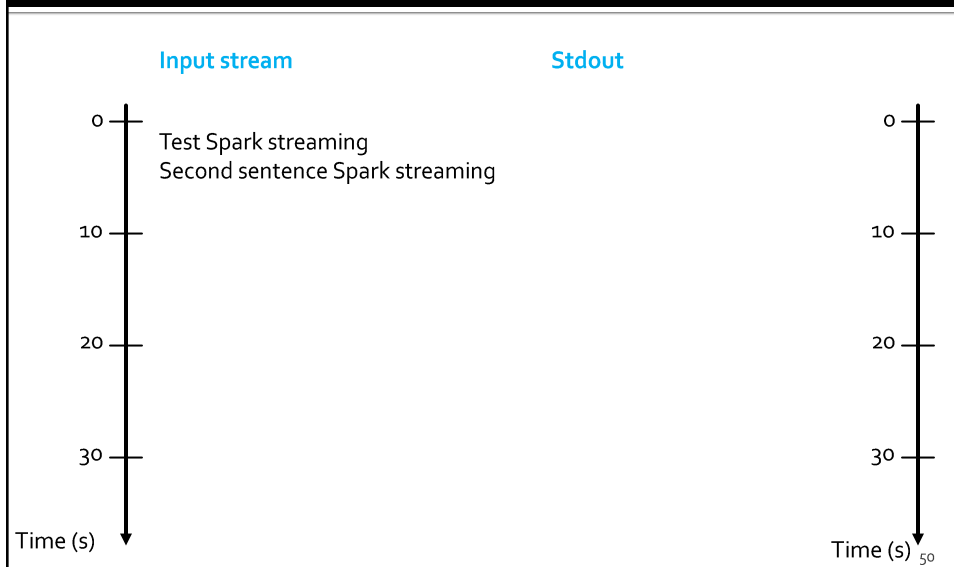 Input stream
Stdout
0
0
Test Spark streaming
Second sentence Spark streaming
10
10
20
20
30
30
Time (s)
Time (s)
50